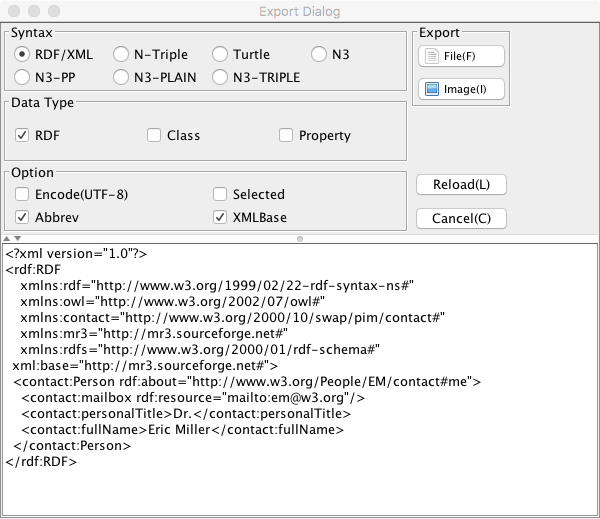 Export Dialog
Syntax
RDF/XML N-Triple Turtle N3
N3-PP N3-PLAIN N3-TRIPLE
Export
File(F)
Image(I)
Data Type
RDF Class Property
Option
Encode(UTF-8) Selected
Abbrev XMLBase
Reload(L)
Cancel(C)
<?xml version="1.0"?>
<rdf:RDF
    xmlns:rdf="http://www.w3.org/1999/02/22-rdf-syntax-ns#"
    xmlns:owl="http://www.w3.org/2002/07/owl#"
    xmlns:contact="http://www.w3.org/2000/10/swap/pim/contact#"
    xmlns:mr3="http://mr3.sourceforge.net#"
    xmlns:rdfs="http://www.w3.org/2000/01/rdf-schema#"
  xml:base="http://mr3.sourceforge.net#">
  <contact:Person rdf:about="http://www.w3.org/People/EM/contact#me">
    <contact:mailbox rdf:resource="mailto:em@w3.org"/>
    <contact:personalTitle>Dr.</contact:personalTitle>
    <contact:fullName>Eric Miller</contact:fullName>
  </contact:Person>
</rdf:RDF>